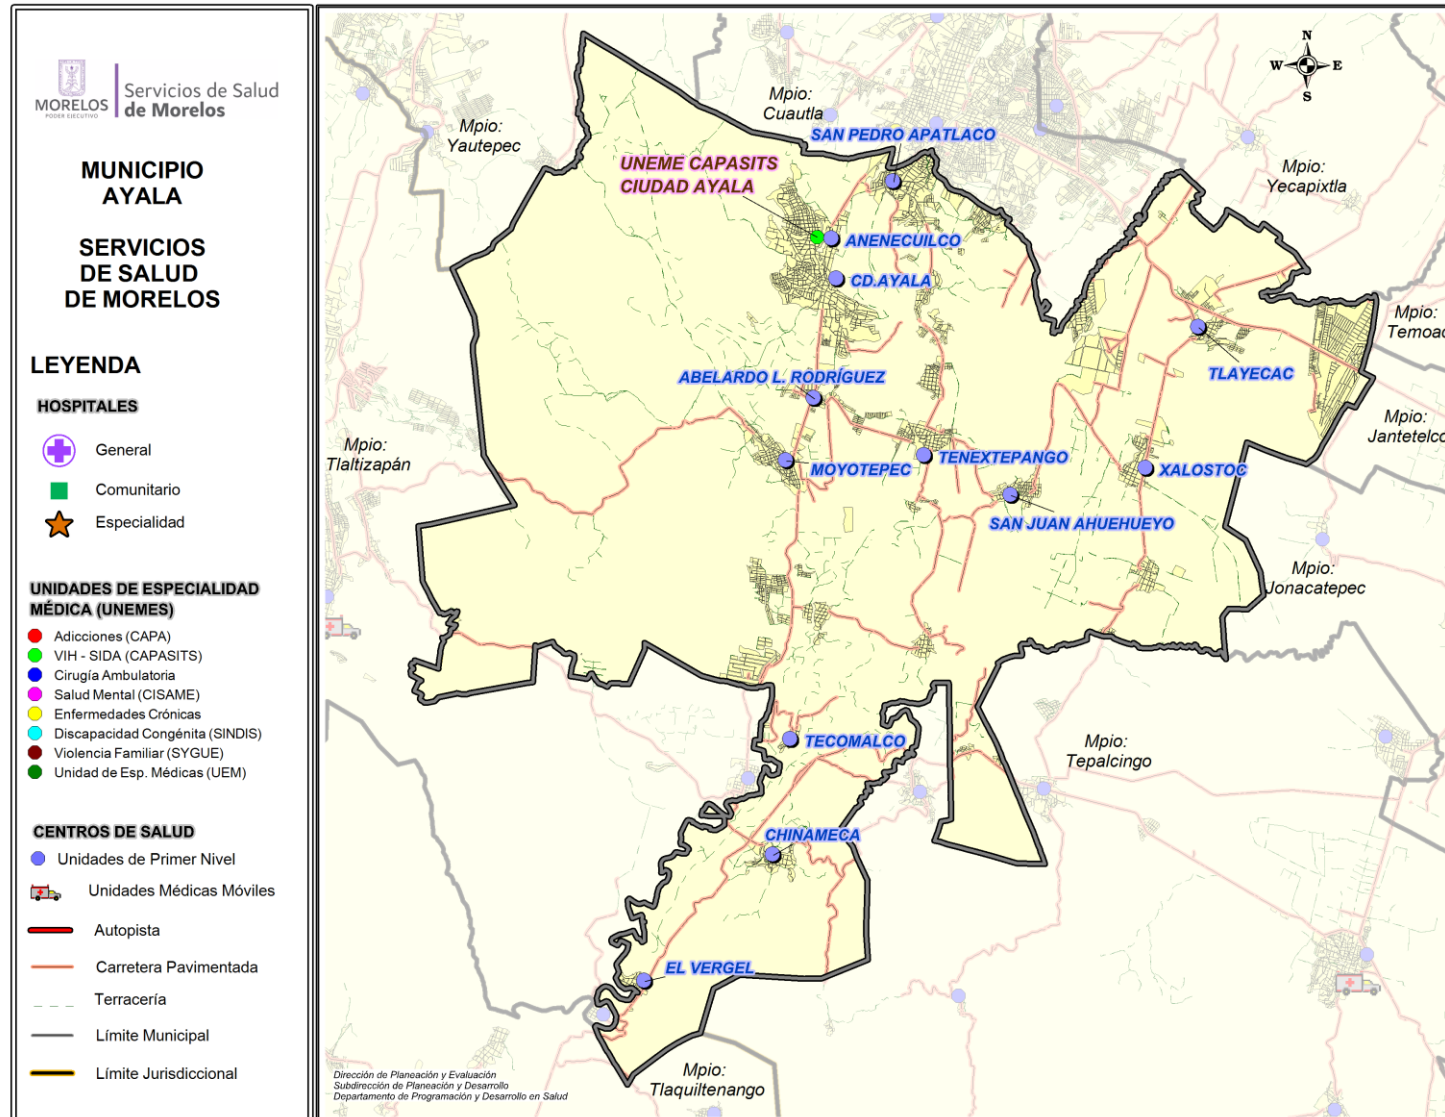 MORELOS
PODER EJECUTIVO
Servicios de Salud
de Morelos
MUNICIPIO
AYALA
SERVICIOS
DE SALUD
DE MORELOS
LEYENDA
HOSPITALES
General
Comunitario
Especialidad
UNIDADES DE ESPECIALIDAD
MÉDICA (UNEMES)
Adicciones (CAPA)
VIH - SIDA (CAPASITS)
Cirugía Ambulatoria
Salud Mental (CISAME)
Enfermedades Crónicas
Discapacidad Congénita (SINDIS)
Violencia Familiar (SYGUE)
Unidad de Esp. Médicas (UEM)
CENTROS DE SALUD
Unidades de Primer Nivel
Unidades Médicas Móviles
Autopista
Carretera Pavimentada
Terracería
Límite Municipal
Límite Jurisdiccional
N
W E
S
Mpio:
Cuautla
Mpio:
Yautepec
SAN PEDRO APATLACO
UNEME CAPASITS
CIUDAD AYALA
Mpio:
Yecapixtla
ANENECUILCO
CD.AYALA
Mpio:
Temoac
TLAYECAC
ABELARDO L. RODRÍGUEZ
Mpio:
Jantetelco
Mpio:
Tlaltizapán
MOYOTEPEC
TENEXTEPANGO
XALOSTOC
SAN JUAN AHUEHUEYO
Mpio:
Jonacatepec
TECOMALCO
Mpio:
Tepalcingo
CHINAMECA
EL VERGEL
Mpio:
Tlaquiltenango
Dirección de Planeación y Evaluación
Subdirección de Planeación y Desarrollo
Departamento de Programación y Desarrollo en Salud